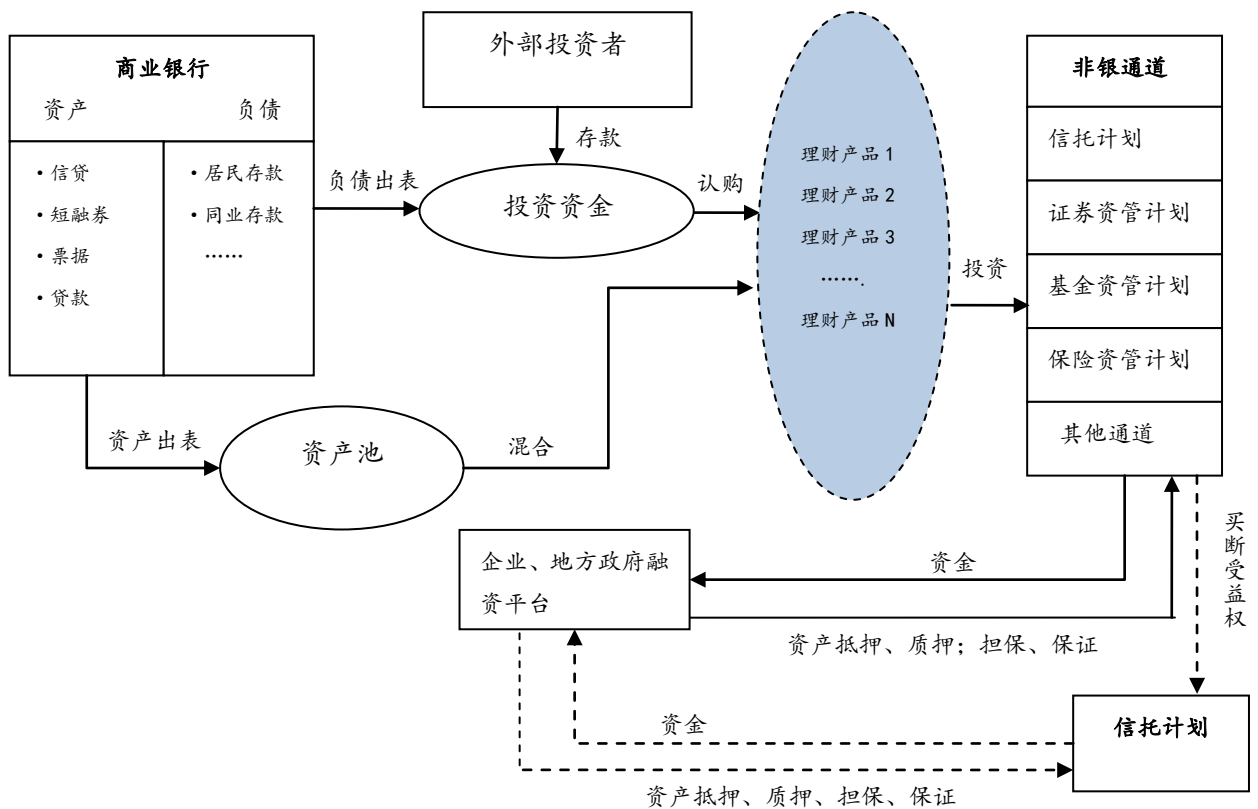 商业银行
资产 负债
·信贷
·短融券
·票据
·贷款
·居民存款
·同业存款
……
外部投资者
存款
负债出表
投资资金
认购
理财产品1
理财产品2
理财产品3
…….
理财产品N
投资
非银通道
信托计划
证券资管计划
基金资管计划
保险资管计划
其他通道
资产出表
资产池
混合
企业、地方政府融
资平台
资金
资产抵押、质押；担保、保证
买断受益权
资金
信托计划
资产抵押、质押、担保、保证